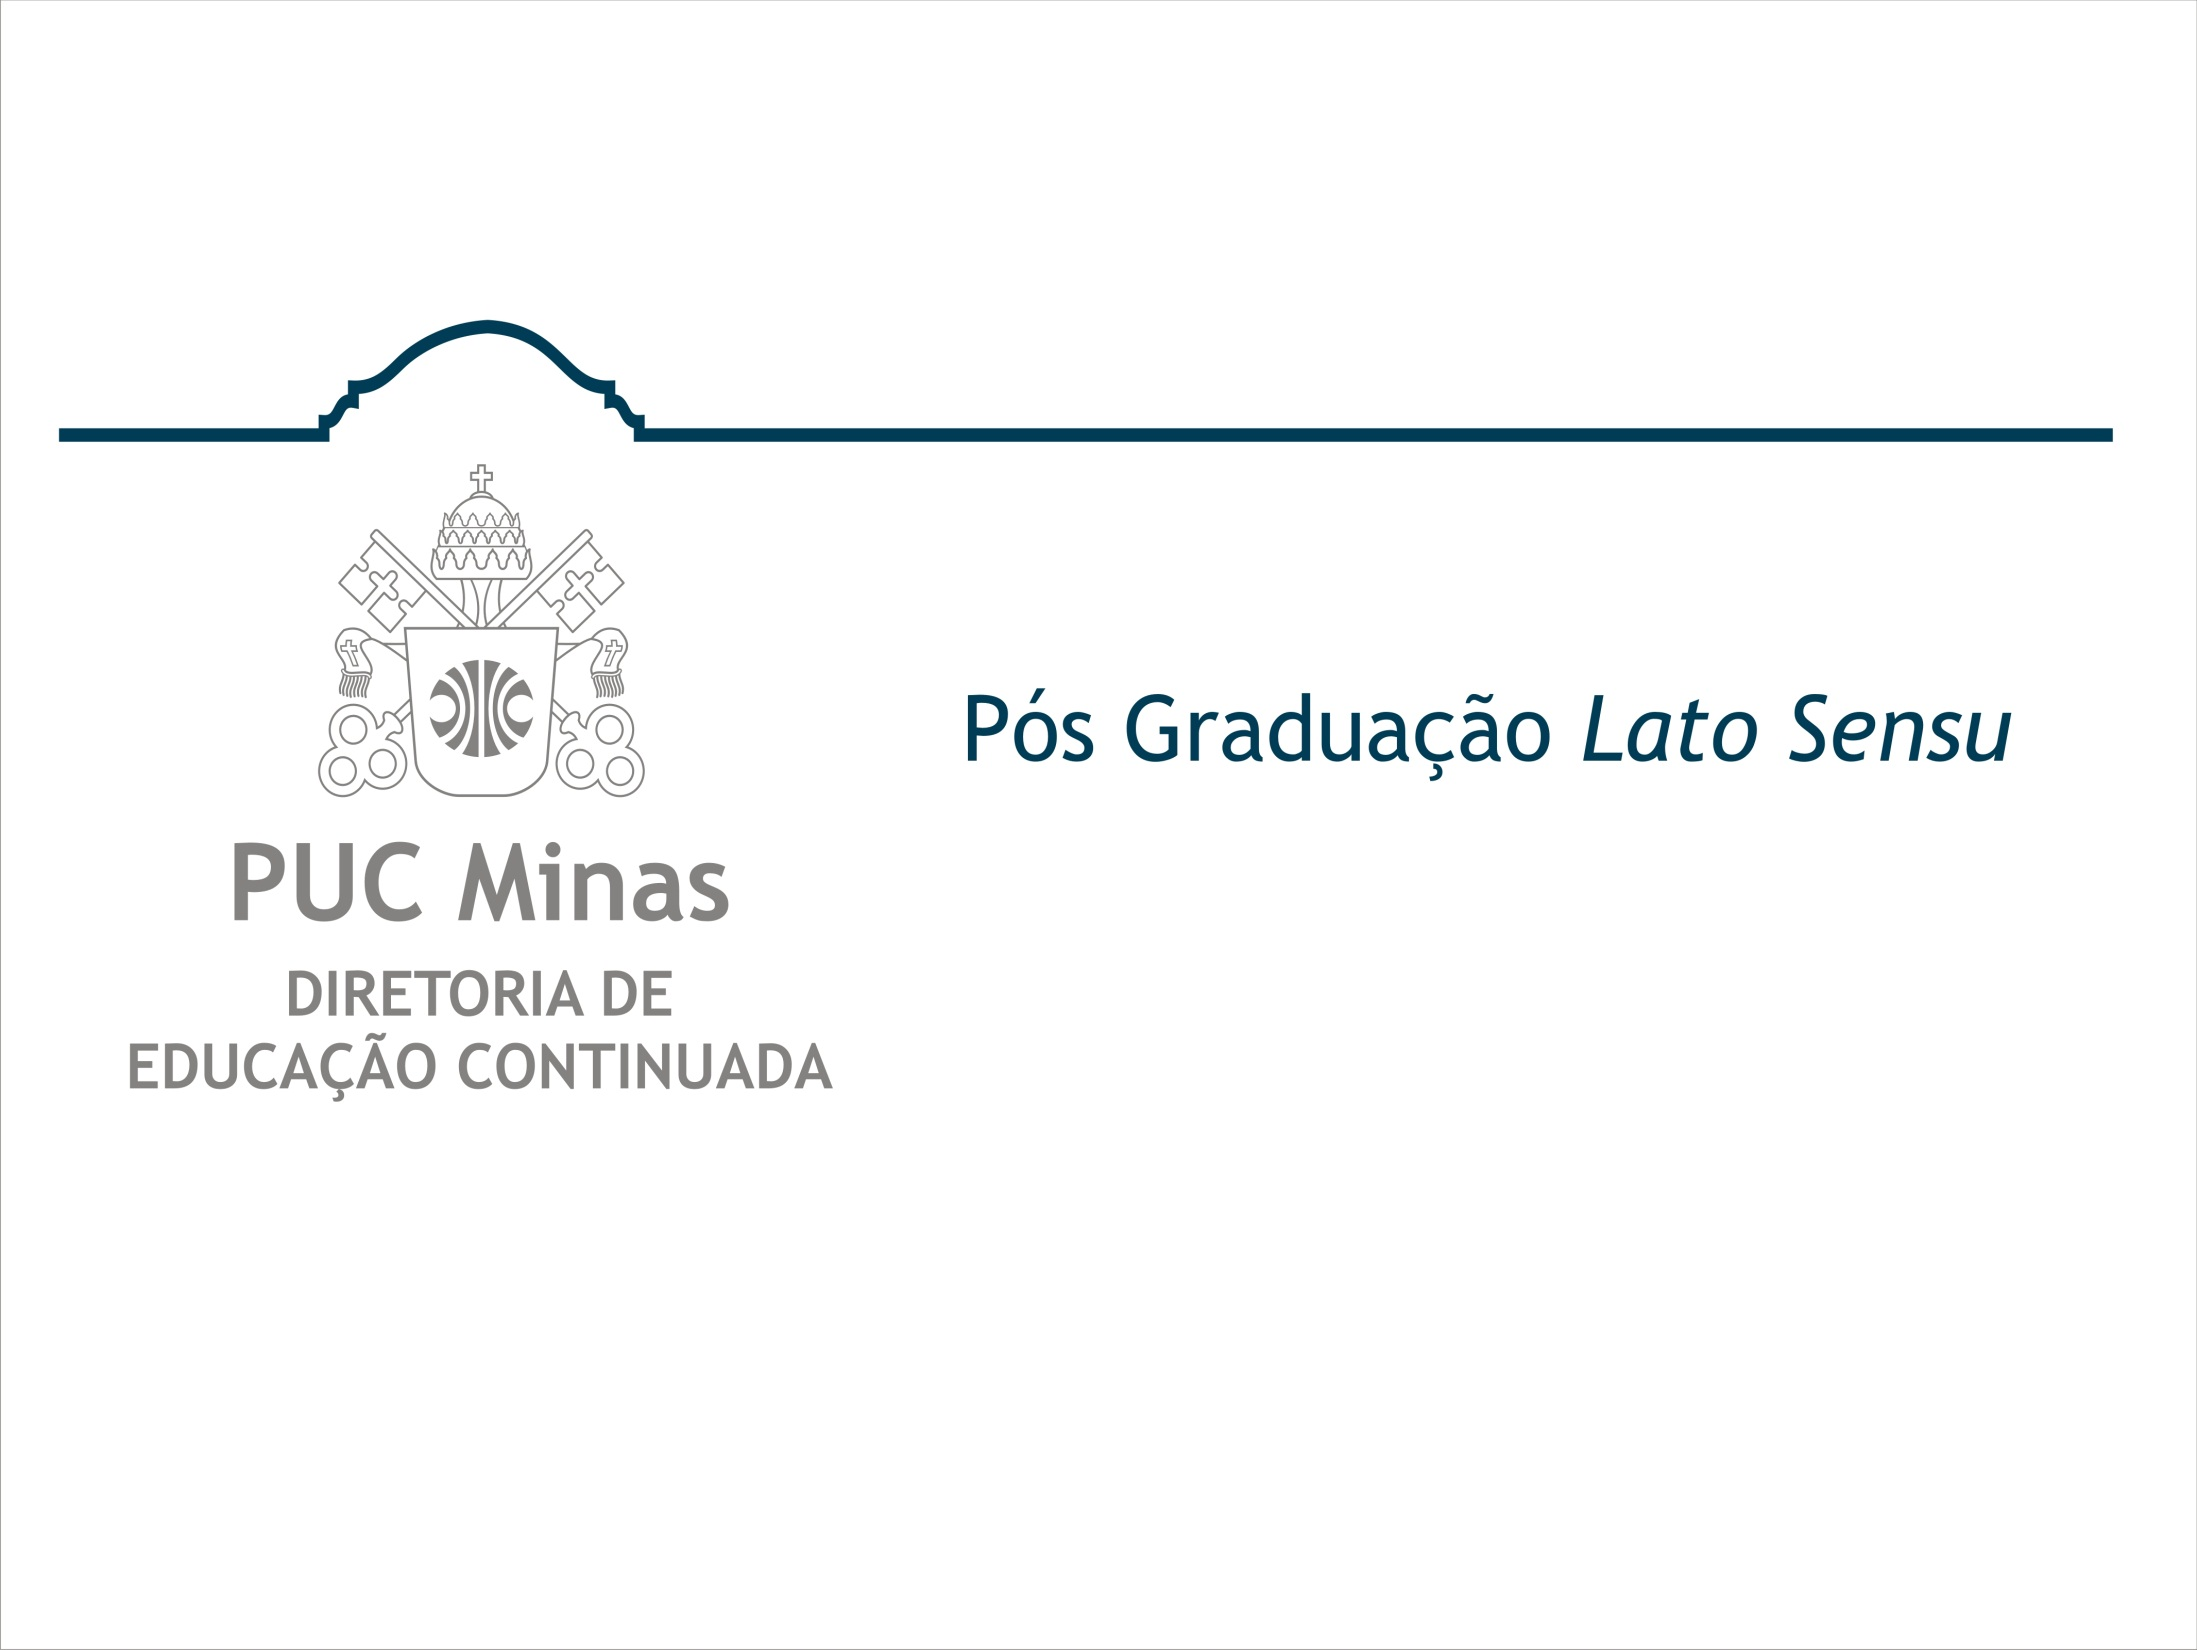 PUC Minas
DIRETORIA DE
EDUCAÇÃO CONTINUADA
Pós Graduação Lato Sensu